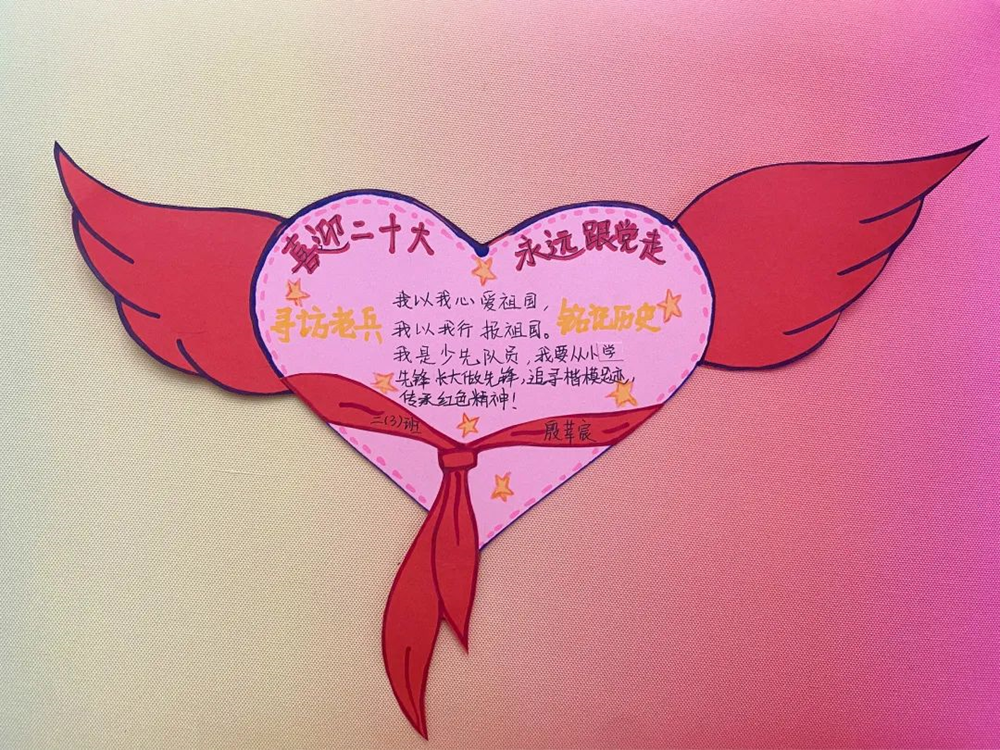 喜迎二十大
永远跟党走
寻访老兵
铭记历史
我以我心爱祖国,
我以我行报祖国。
我是少先队员,我要从小学
先锋长大做先锋,追寻楷模足迹,
传承红色精神!
三(3)班
殷莘宸